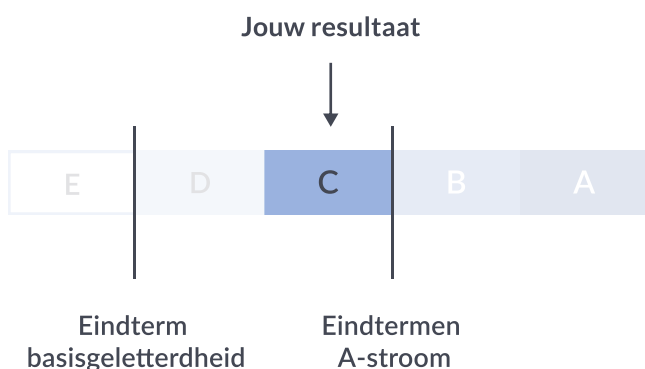 Jouw resultaat
E D C B A
Eindterm
basisgeletterdheid
Eindtermen
A-stroom